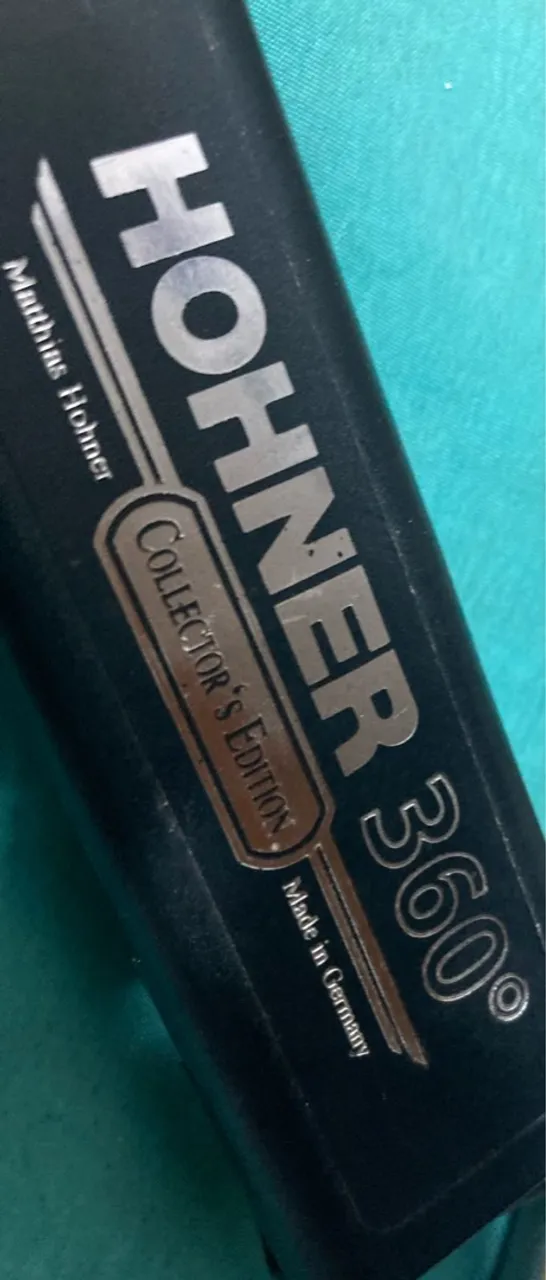 HOHNER 360°
COLLECTOR'S EDITION
Matthias Hohner
Made in Germany